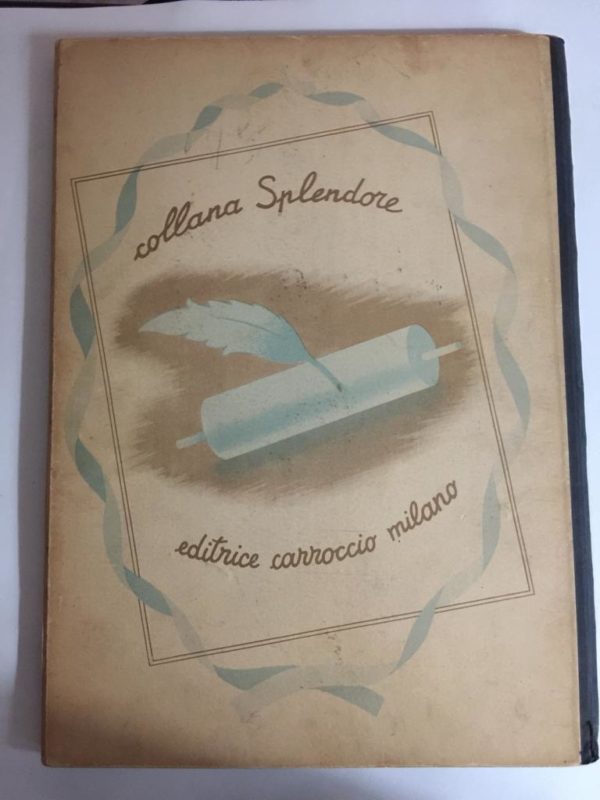 collana Splendore
editrice carroccio milano